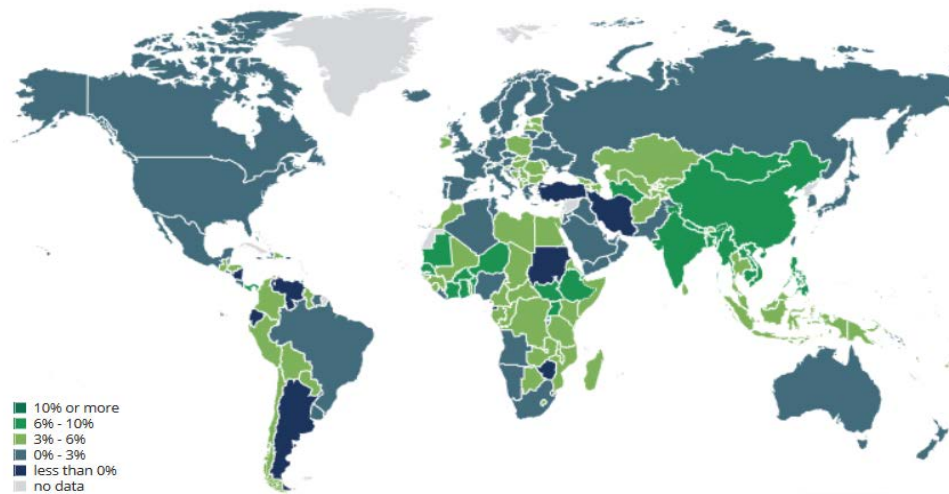 10% or more
6% - 10%
3% - 6%
0% - 3%
less than 0%
no data